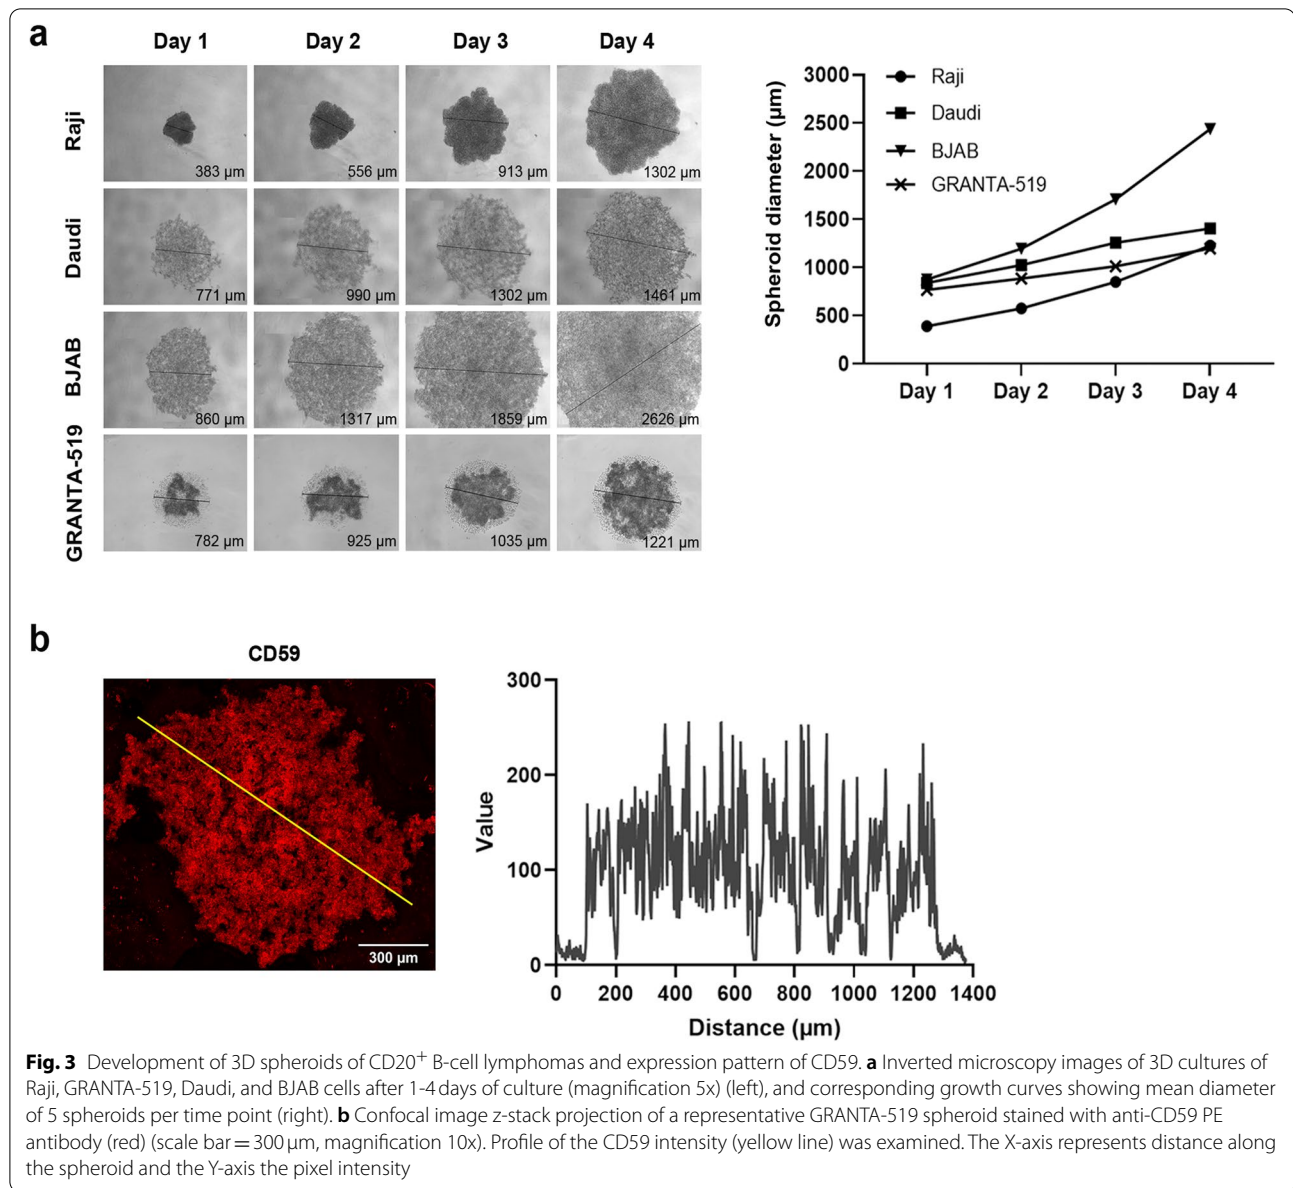 a
Day 1 Day 2 Day 3 Day 4
Raji
383 µm 556 µm 913 µm 1302 µm
Daudi
771 µm 990 µm 1302 µm 1461 µm
BJAB
860 µm 1317 µm 1859 µm 2626 µm
GRANTA-519
782 µm 925 µm 1035 µm 1221 µm
Spheroid diameter (µm)
3000
2500
2000
1500
1000
500
0
Raji
Daudi
BJAB
GRANTA-519
Day 1 Day 2 Day 3 Day 4
b
CD59
300 µm
Value
300
200
100
0
0 200 400 600 800 1000 1200 1400
Distance (µm)
Fig. 3 Development of 3D spheroids of CD20+ B-cell lymphomas and expression pattern of CD59. a Inverted microscopy images of 3D cultures of
Raji, GRANTA-519, Daudi, and BJAB cells after 1-4 days of culture (magnification 5x) (left), and corresponding growth curves showing mean diameter
of 5 spheroids per time point (right). b Confocal image z-stack projection of a representative GRANTA-519 spheroid stained with anti-CD59 PE
antibody (red) (scale bar = 300 µm, magnification 10x). Profile of the CD59 intensity (yellow line) was examined. The X-axis represents distance along
the spheroid and the Y-axis the pixel intensity